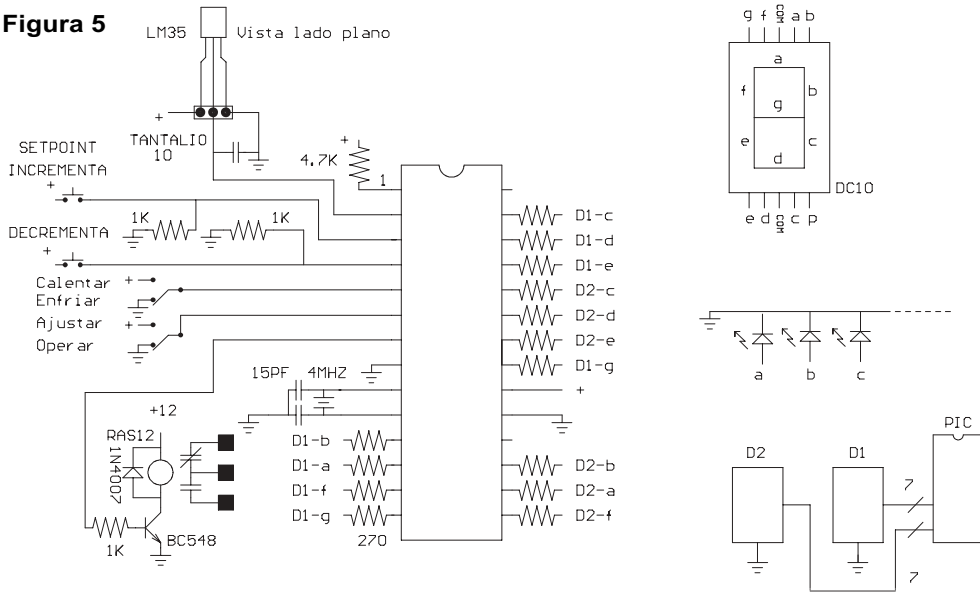 Figura 5
LM35 Vista lado plano
+
TANTALIO
10
SETPOINT
INCREMENTA
+
1K
1K
DECREMENTA
+
+
4.7K
1
Calentar +
Enfriar
Ajustar +
Operar
15PF 4MHZ
+12
RAS12
1N4007
1K
BC548
D1-b
D1-a
D1-f
D1-g
270
D1-c
D1-d
D1-e
D2-c
D2-d
D2-e
D1-g
+
D2-b
D2-a
D2-f
g f COM a b
a
f b
g
e c
d
DC10
e d COM c p
a b c
PIC
D2 D1
7
7